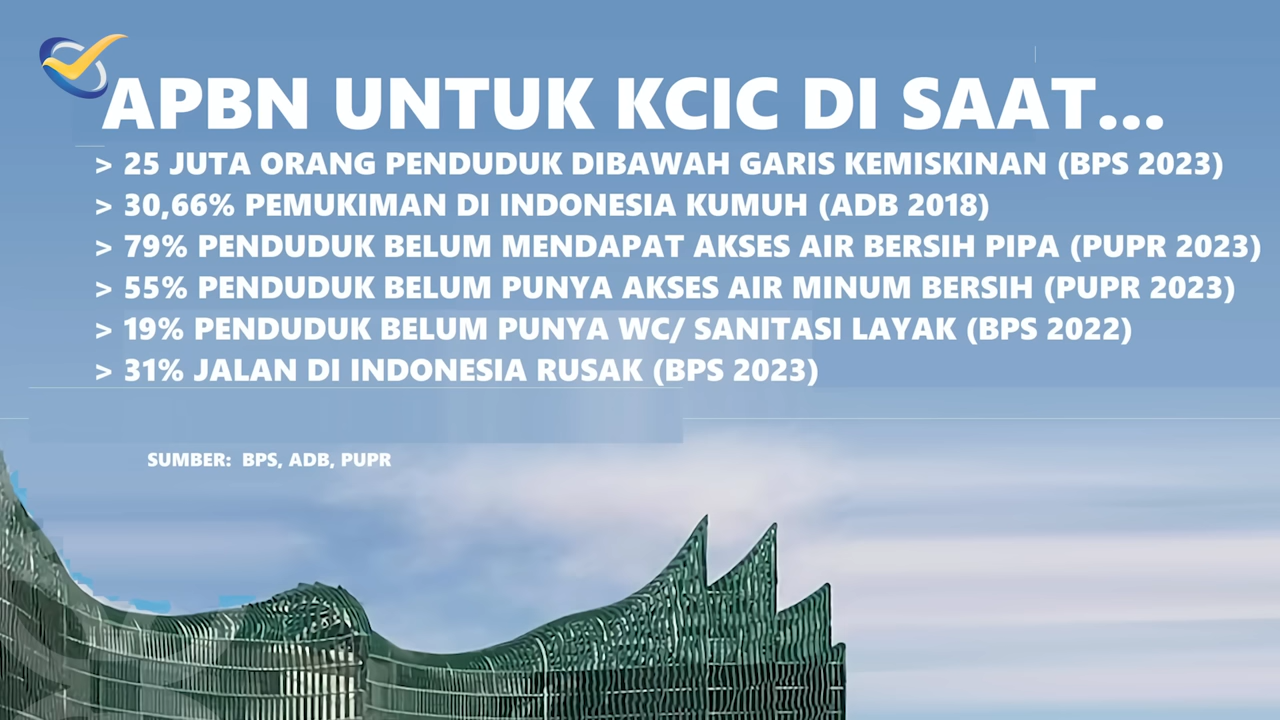 APBN UNTUK KCIC DI SAAT...
> 25 JUTA ORANG PENDUDUK DIBAWAH GARIS KEMISKINAN (BPS 2023)
> 30,66% PEMUKIMAN DI INDONESIA KUMUH (ADB 2018)
> 79% PENDUDUK BELUM MENDAPAT AKSES AIR BERSIH PIPA (PUPR 2023)
> 55% PENDUDUK BELUM PUNYA AKSES AIR MINUM BERSIH (PUPR 2023)
> 19% PENDUDUK BELUM PUNYA WC/ SANITASI LAYAK (BPS 2022)
> 31% JALAN DI INDONESIA RUSAK (BPS 2023)
SUMBER: BPS, ADB, PUPR